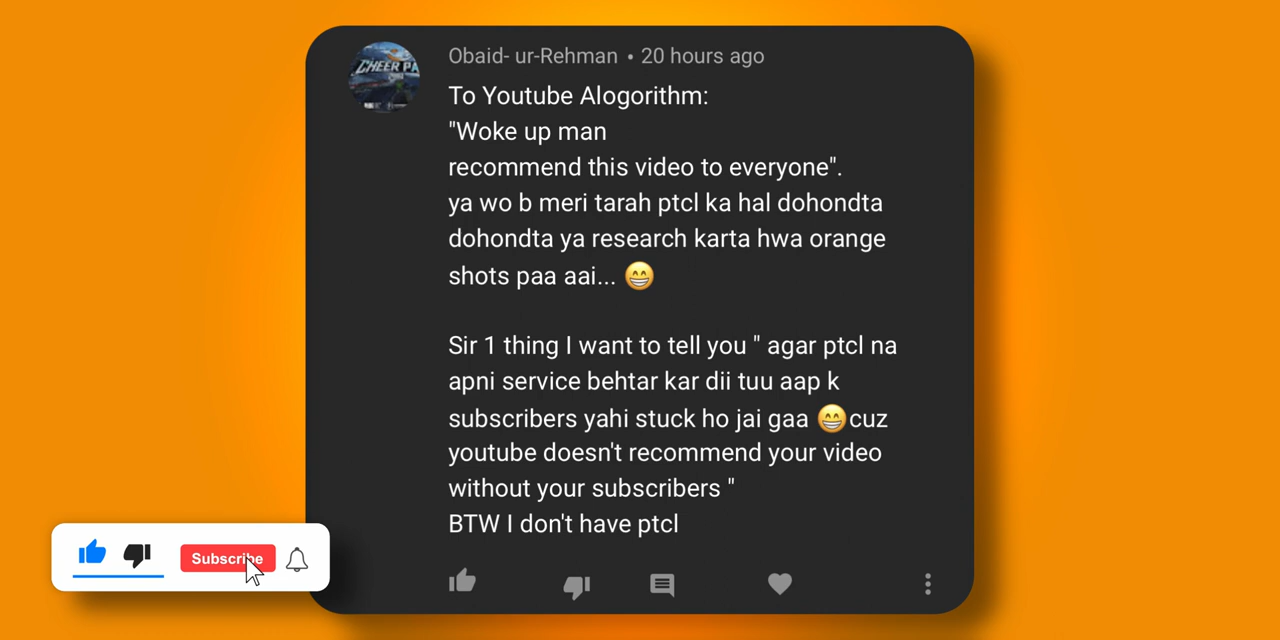 Obaid- ur-Rehman • 20 hours ago
To Youtube Alogorithm:
"Woke up man
recommend this video to everyone".
ya wo b meri tarah ptcl ka hal dohondta
dohondta ya research karta hwa orange
shots paa aai... 😁
Sir 1 thing I want to tell you " agar ptcl na
apni service behtar kar dii tuu aap k
subscribers yahi stuck ho jai gaa 😁cuz
youtube doesn't recommend your video
without your subscribers "
BTW I don't have ptcl
Subscribe
CHEER PA